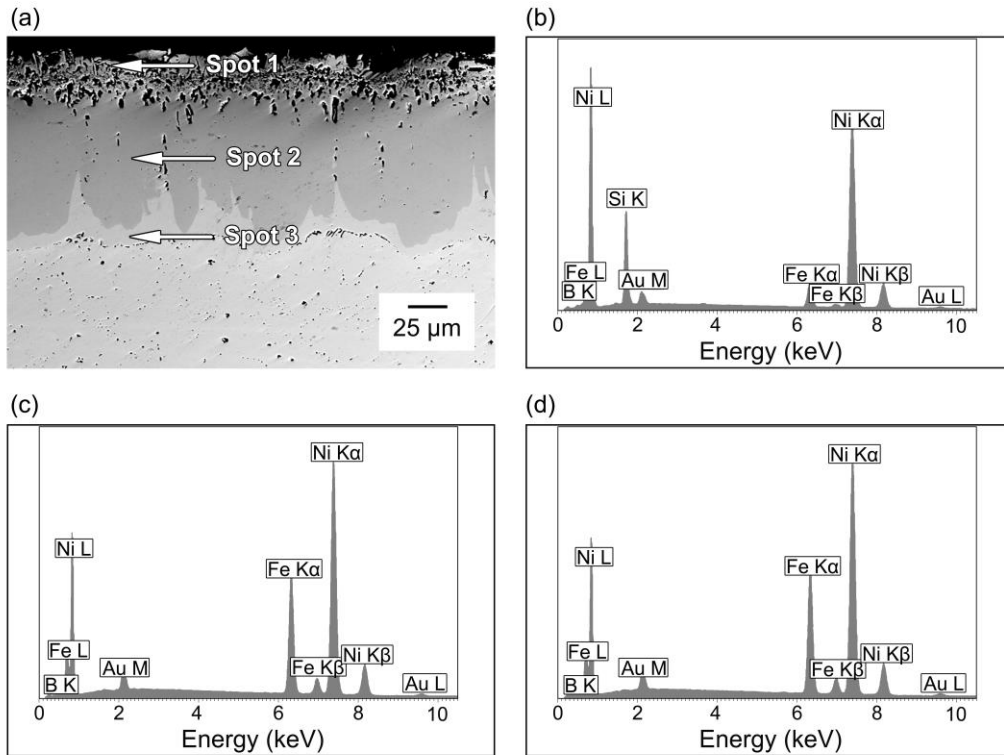 (a)
Spot 1
Spot 2
Spot 3
25 μm
(b)
Ni L
Ni Kα
Si K
Fe L
B K
Au M
Fe Kα
Fe Kβ
Ni Kβ
Au L
0 2 4 6 8 10
Energy (keV)
(c)
Ni Kα
Ni L
Fe Kα
Fe L
B K
Au M
Fe Kβ
Ni Kβ
Au L
0 2 4 6 8 10
Energy (keV)
(d)
Ni Kα
Ni L
Fe Kα
Fe L
B K
Au M
Fe Kβ
Ni Kβ
Au L
0 2 4 6 8 10
Energy (keV)